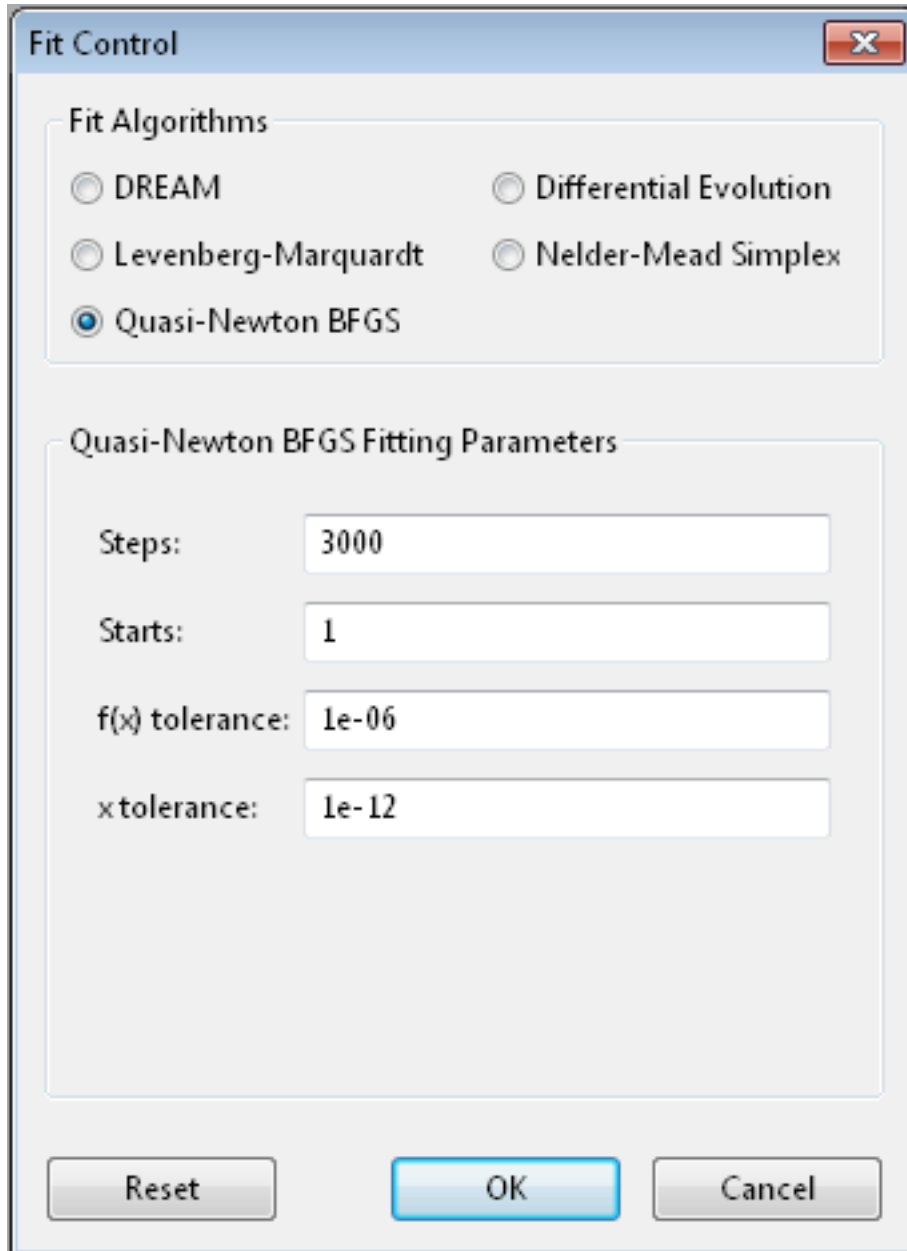 Fit Control
Fit Algorithms
DREAM Differential Evolution
Levenberg-Marquardt Nelder-Mead Simplex
Quasi-Newton BFGS
Quasi-Newton BFGS Fitting Parameters
Steps: 3000
Starts: 1
f(x) tolerance: 1e-06
x tolerance: 1e-12
Reset OK Cancel